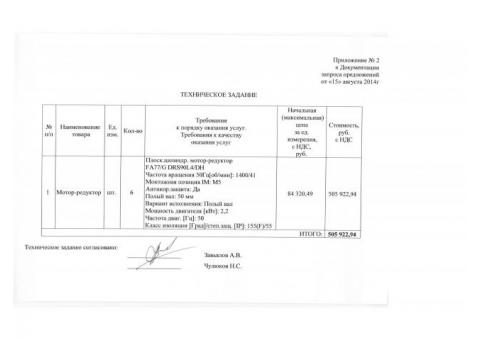 Приложение № 2
к Документации
запроса предложений
от «15» августа 2014г
ТЕХНИЧЕСКОЕ ЗАДАНИЕ
№ п/п
Наименование товара
Ед. изм.
Кол-во
Требования
к порядку оказания услуг.
Требования к качеству
оказания услуг
Начальная
(максимальная)
цена
за ед.
измерения,
с НДС,
руб.
Стоимость,
руб.
с НДС
1
Мотор-редуктор
шт.
6
Плоск.цилиндр. мотор-редуктор
FA77/G DRS90L4/DH
Частота вращения 50Гц[об/мин]: 1400/41
Монтажная позиция IM: M5
Антикор.защита: Да
Полый вал: 50 мм
Вариант исполнения: Полый вал
Мощность двигателя [кВт]: 2,2
Частота двиг. [Гц]: 50
Класс изоляции [Град]/степ.защ. [IP]: 155(F)/55
84 320,49
505 922,94
ИТОГО: 505 922,94
Техническое задание согласовано:
Завьялов А.В.
Чулюков Н.С.